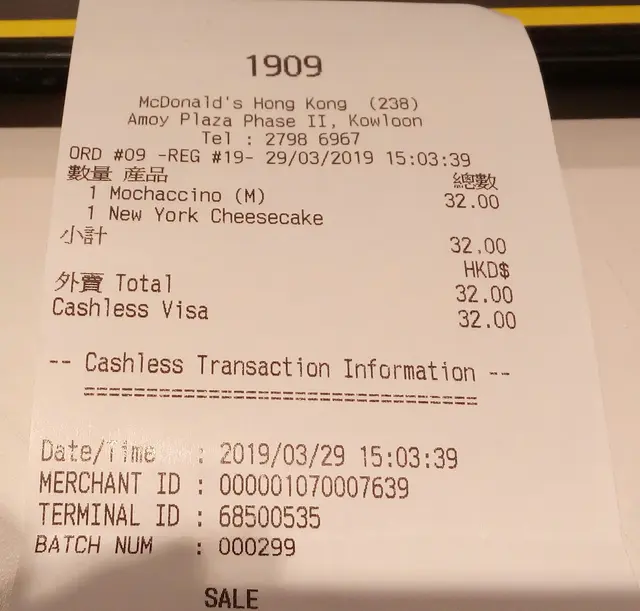 1909
McDonald's Hong Kong (238)
Amoy Plaza Phase II, Kowloon
Tel : 2798 6967
ORD #09 -REG #19- 29/03/2019 15:03:39
數量 產品 總數
1 Mochaccino (M) 32.00
1 New York Cheesecake
小計 32.00
HKD$
外賣 Total 32.00
Cashless Visa 32.00
-- Cashless Transaction Information --
==================================
Date/Time : 2019/03/29 15:03:39
MERCHANT ID : 000001070007639
TERMINAL ID : 68500535
BATCH NUM : 000299
SALE